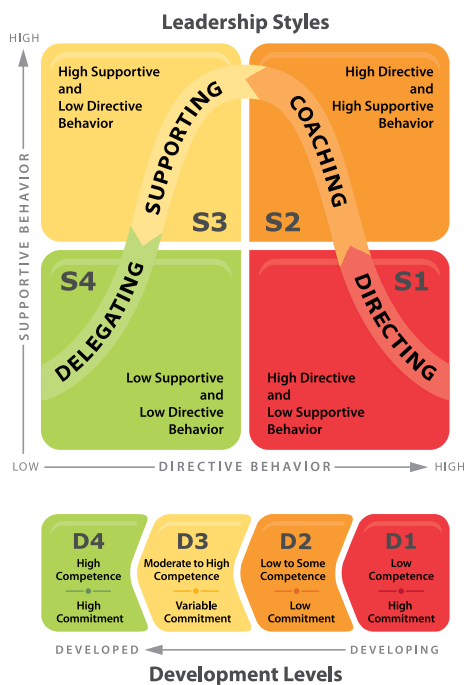 Leadership Styles
HIGH
SUPPORTIVE BEHAVIOR
High Supportive
and
Low Directive
Behavior
SUPPORTING
S3
High Directive
and
High Supportive
Behavior
COACHING
S2
S4
DELEGATING
Low Supportive
and
Low Directive
Behavior
S1
DIRECTING
High Directive
and
Low Supportive
Behavior
LOW
DIRECTIVE BEHAVIOR
HIGH
D4
High
Competence
High
Commitment
D3
Moderate to High
Competence
Variable
Commitment
D2
Low to Some
Competence
Low
Commitment
D1
Low
Competence
High
Commitment
DEVELOPED
DEVELOPING
Development Levels